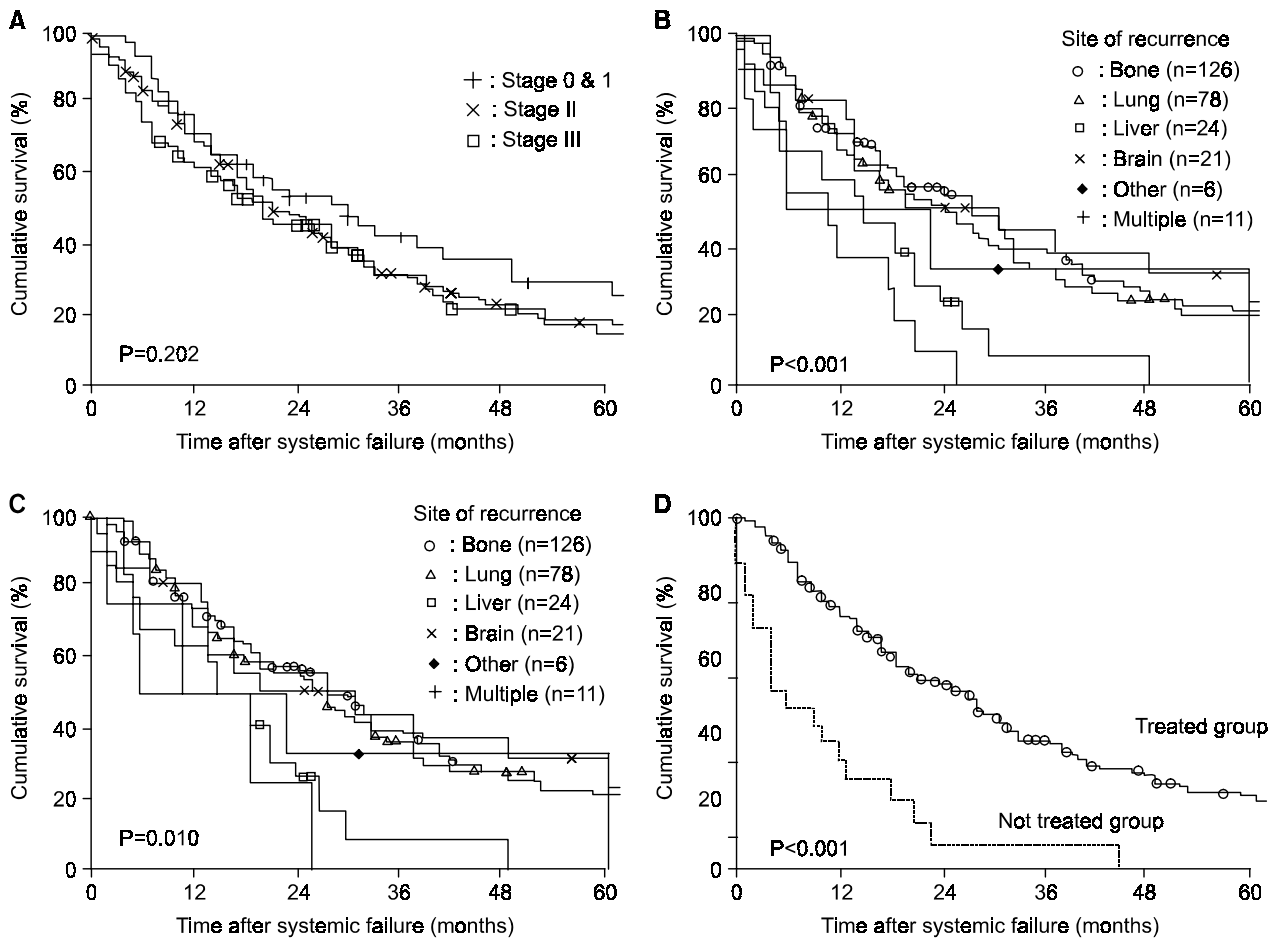 A
100
80
60
40
20
0
Cumulative survival (%)
+ : Stage 0 & 1
× : Stage II
□ : Stage III
P=0.202
0 12 24 36 48 60
Time after systemic failure (months)
B
100
80
60
40
20
0
Cumulative survival (%)
Site of recurrence
○ : Bone (n=126)
△ : Lung (n=78)
□ : Liver (n=24)
× : Brain (n=21)
◆ : Other (n=6)
+ : Multiple (n=11)
P<0.001
0 12 24 36 48 60
Time after systemic failure (months)
C
100
80
60
40
20
0
Cumulative survival (%)
Site of recurrence
○ : Bone (n=126)
△ : Lung (n=78)
□ : Liver (n=24)
× : Brain (n=21)
◆ : Other (n=6)
+ : Multiple (n=11)
P=0.010
0 12 24 36 48 60
Time after systemic failure (months)
D
100
80
60
40
20
0
Cumulative survival (%)
Treated group
Not treated group
P<0.001
0 12 24 36 48 60
Time after systemic failure (months)